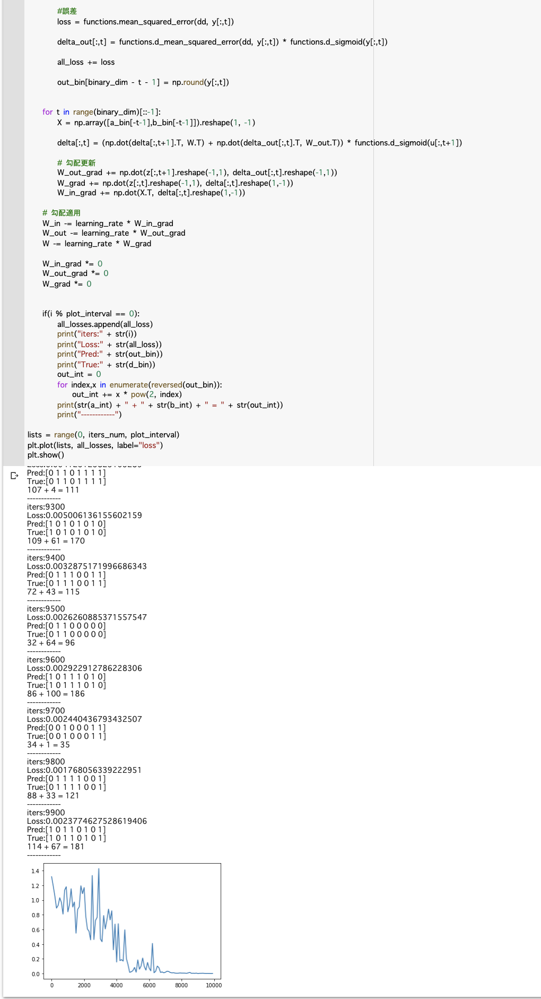 #誤差
loss = functions.mean_squared_error(dd, y[:,t])
delta_out[:,t] = functions.d_mean_squared_error(dd, y[:,t]) * functions.d_sigmoid(y[:,t])
all_loss += loss
out_bin[binary_dim - t - 1] = np.round(y[:,t])
for t in range(binary_dim)[::-1]:
X = np.array([a_bin[-t-1],b_bin[-t-1]]).reshape(1, -1)
delta[:,t] = (np.dot(delta[:,t+1].T, W.T) + np.dot(delta_out[:,t].T, W_out.T)) * functions.d_sigmoid(u[:,t+1])
# 勾配更新
W_out_grad += np.dot(z[:,t+1].reshape(-1,1), delta_out[:,t].reshape(-1,1))
W_grad += np.dot(z[:,t].reshape(-1,1), delta[:,t].reshape(1,-1))
W_in_grad += np.dot(X.T, delta[:,t].reshape(1,-1))
# 勾配適用
W_in -= learning_rate * W_in_grad
W_out -= learning_rate * W_out_grad
W -= learning_rate * W_grad
W_in_grad *= 0
W_out_grad *= 0
W_grad *= 0
if(i % plot_interval == 0):
all_losses.append(all_loss)
print("iters:" + str(i))
print("Loss:" + str(all_loss))
print("Pred:" + str(out_bin))
print("True:" + str(d_bin))
out_int = 0
for index,x in enumerate(reversed(out_bin)):
out_int += x * pow(2, index)
print(str(a_int) + " + " + str(b_int) + " = " + str(out_int))
print("------------")
lists = range(0, iters_num, plot_interval)
plt.plot(lists, all_losses, label="loss")
plt.show()
Pred:[0 1 1 0 1 1 1 1]
True:[0 1 1 0 1 1 1 1]
107 + 4 = 111
------------
iters:9300
Loss:0.005006136155602159
Pred:[1 0 1 0 1 0 1 0]
True:[1 0 1 0 1 0 1 0]
109 + 61 = 170
------------
iters:9400
Loss:0.0032875171996686343
Pred:[0 1 1 1 0 0 1 1]
True:[0 1 1 1 0 0 1 1]
72 + 43 = 115
------------
iters:9500
Loss:0.0026260885371557547
Pred:[0 1 1 0 0 0 0 0]
True:[0 1 1 0 0 0 0 0]
32 + 64 = 96
------------
iters:9600
Loss:0.002922912786228306
Pred:[1 0 1 1 1 0 1 0]
True:[1 0 1 1 1 0 1 0]
86 + 100 = 186
------------
iters:9700
Loss:0.002440436793432507
Pred:[0 0 1 0 0 0 1 1]
True:[0 0 1 0 0 0 1 1]
34 + 1 = 35
------------
iters:9800
Loss:0.001768056339222951
Pred:[0 1 1 1 1 0 0 1]
True:[0 1 1 1 1 0 0 1]
88 + 33 = 121
------------
iters:9900
Loss:0.0023774627528619406
Pred:[1 0 1 1 0 1 0 1]
True:[1 0 1 1 0 1 0 1]
114 + 67 = 181
------------
1.4
1.2
1.0
0.8
0.6
0.4
0.2
0.0
0 2000 4000 6000 8000 10000